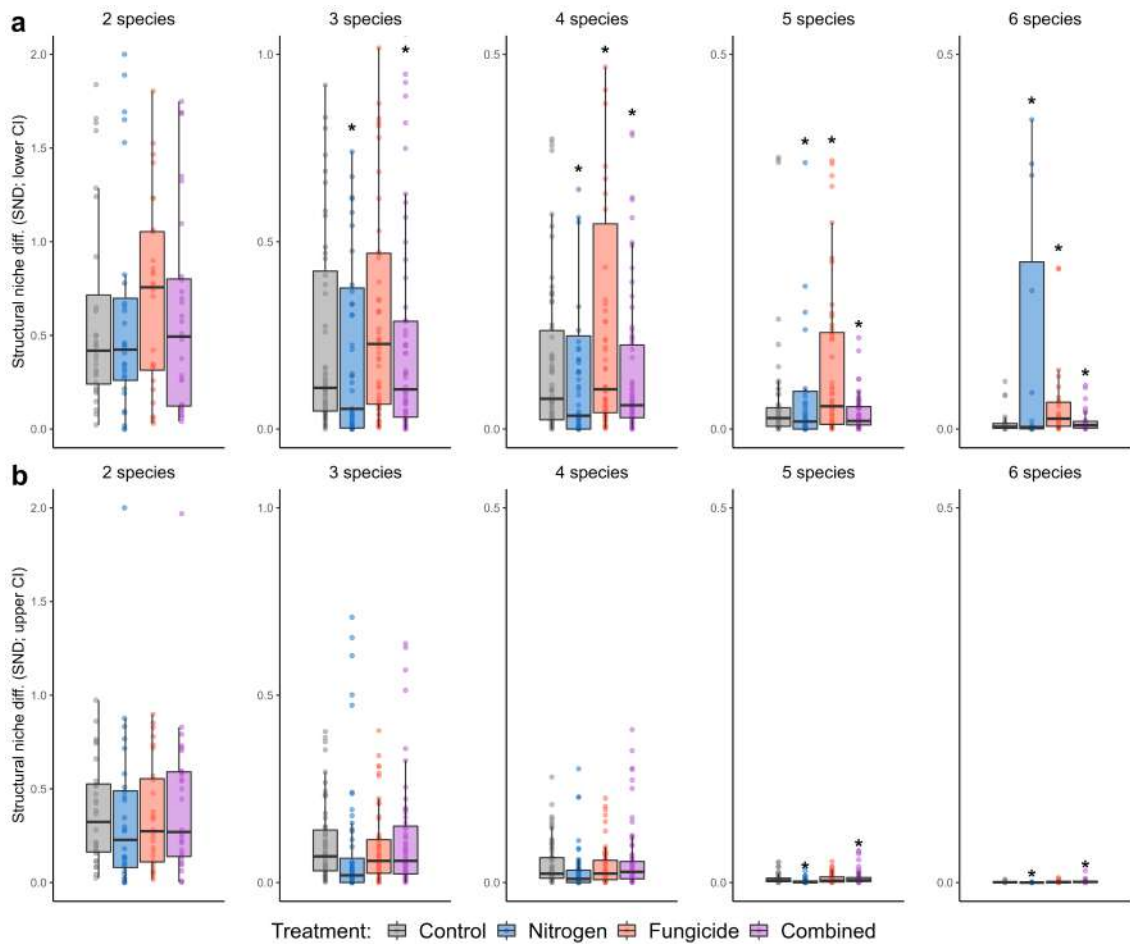 a
2 species 3 species 4 species 5 species 6 species
Structural niche diff. (SND; lower CI)
2.0 1.0 0.5 0.5 0.5
* * * * * * * * * * *
1.5
1.0 0.5
0.5
0.0 0.0 0.0 0.0 0.0
b
2 species 3 species 4 species 5 species 6 species
Structural niche diff. (SND; upper CI)
2.0 1.0 0.5 0.5 0.5
1.5
1.0 0.5
0.5
* * * *
0.0 0.0 0.0 0.0 0.0
Treatment: Control Nitrogen Fungicide Combined